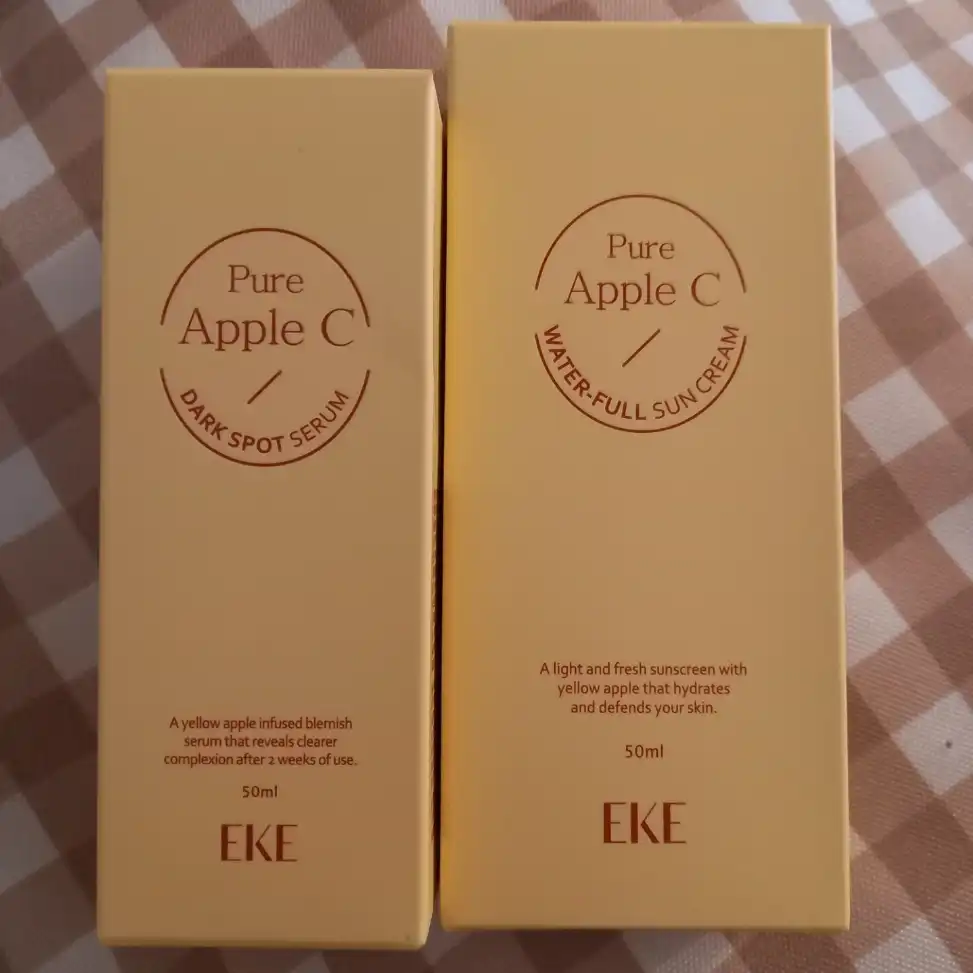 Pure
Apple C
DARK SPOT SERUM
A yellow apple infused blemish
serum that reveals clearer
complexion after 2 weeks of use.
50ml
EKE
Pure
Apple C
WATER-FULL SUN CREAM
A light and fresh sunscreen with
yellow apple that hydrates
and defends your skin.
50ml
EKE